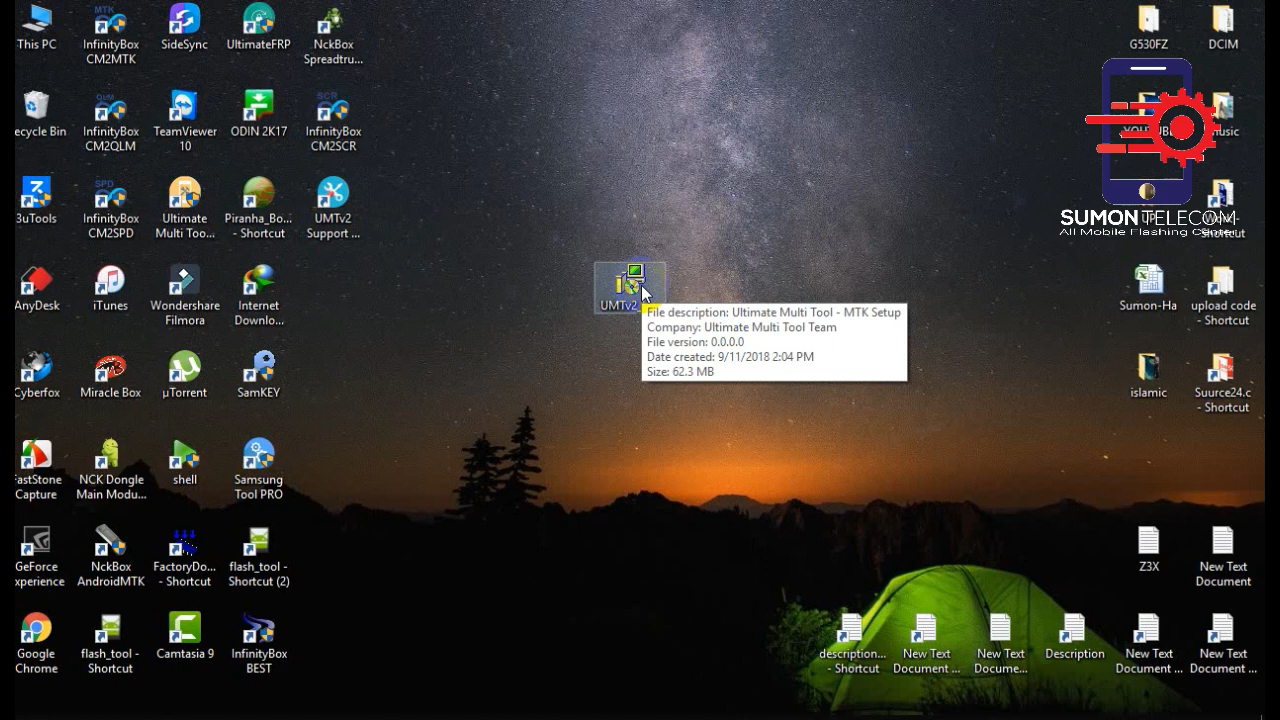 This PC
InfinityBox
CM2MTK
SideSync
UltimateFRP
NckBox
Spreadtru...
G530FZ
DCIM
ecycle Bin
InfinityBox
CM2QLM
TeamViewer
10
ODIN 2K17
InfinityBox
CM2SCR
3uTools
InfinityBox
CM2SPD
Ultimate
Multi Too...
Piranha_Bo...
- Shortcut
UMTv2
Support ...
SUMON TELECOM
All Mobile Flashing Center
AnyDesk
iTunes
Wondershare
Filmora
Internet
Downlo...
UMTv2
File description: Ultimate Multi Tool - MTK Setup
Company: Ultimate Multi Tool Team
File version: 0.0.0.0
Date created: 9/11/2018 2:04 PM
Size: 62.3 MB
Sumon-Ha
upload code
- Shortcut
Cyberfox
Miracle Box
µTorrent
SamKEY
islamic
Suurce24.c
- Shortcut
FastStone
Capture
NCK Dongle
Main Modu...
shell
Samsung
Tool PRO
GeForce
xperience
NckBox
AndroidMTK
FactoryDo...
- Shortcut
flash_tool -
Shortcut (2)
Z3X
New Text
Document
Google
Chrome
flash_tool -
Shortcut
Camtasia 9
InfinityBox
BEST
description...
- Shortcut
New Text
Document ...
New Text
Docume...
Description
New Text
Document ...
New Text
Document ...